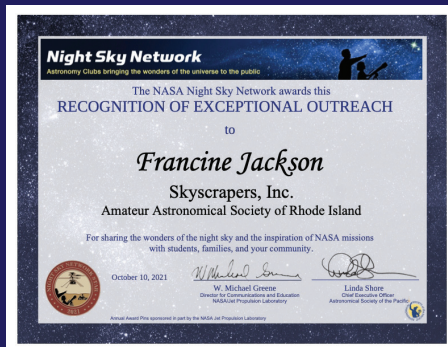 Night Sky Network
Astronomy Clubs bringing the wonders of the universe to the public
The NASA Night Sky Network awards this
RECOGNITION OF EXCEPTIONAL OUTREACH
to
Francine Jackson
Skyscrapers, Inc.
Amateur Astronomical Society of Rhode Island
For sharing the wonders of the night sky and the inspiration of NASA missions
with students, families, and your community.
October 10, 2021
W. Michael Greene
Director for Communications and Education
NASA/Jet Propulsion Laboratory
Linda Shore
Chief Executive Officer
Astronomical Society of the Pacific
2021
Annual Award Pins sponsored in part by the NASA Jet Propulsion Laboratory